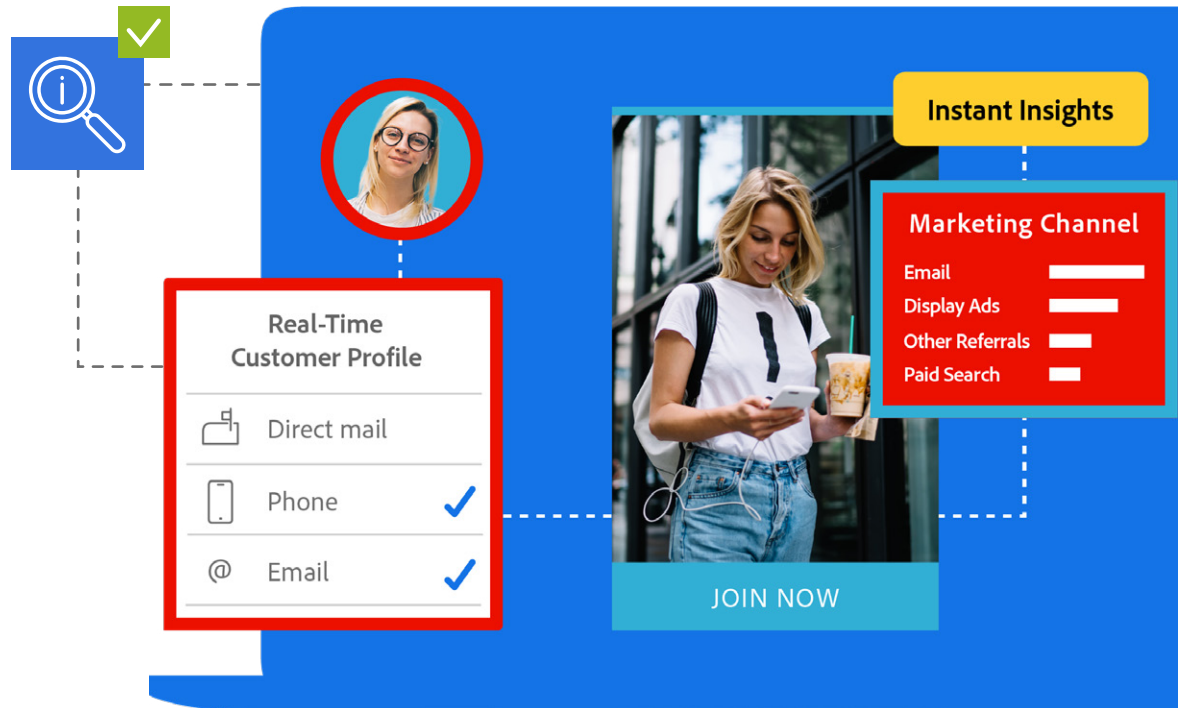 i
Instant Insights
Marketing Channel
Email
Display Ads
Other Referrals
Paid Search
Real-Time
Customer Profile
Direct mail
Phone
@ Email
JOIN NOW